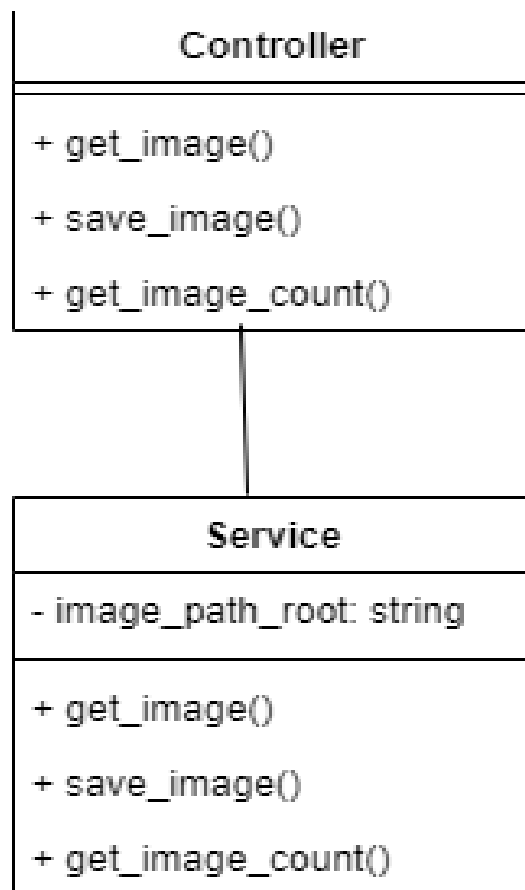 Controller
+ get_image()
+ save_image()
+ get_image_count()
Service
- image_path_root: string
+ get_image()
+ save_image()
+ get_image_count()